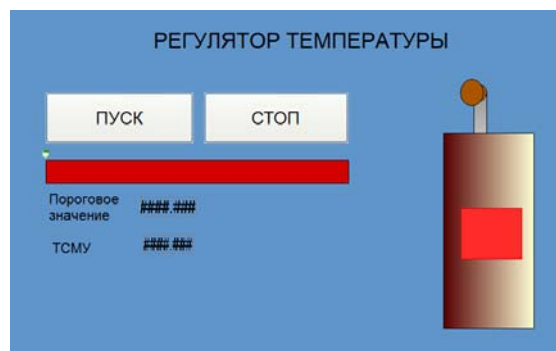 РЕГУЛЯТОР ТЕМПЕРАТУРЫ
ПУСК СТОП
Пороговое
значение ####.###
ТСМУ ####.###